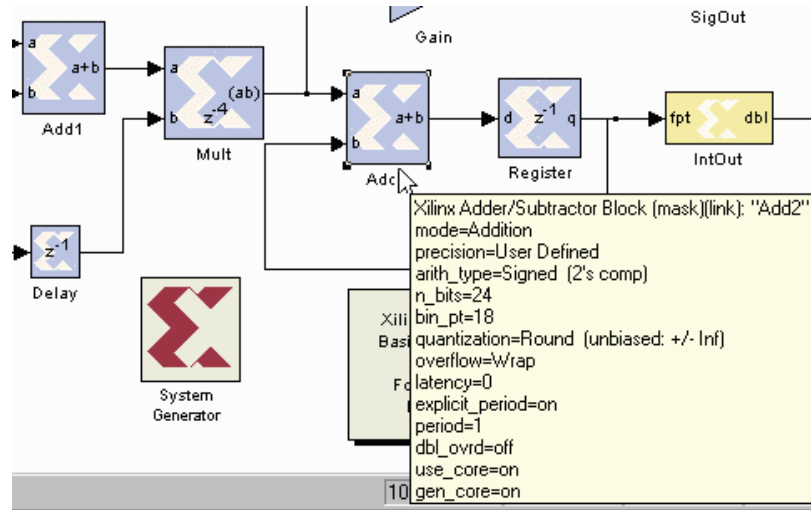 SigOut
Gain
a
b
a+b
Add1
a
b
(ab)
z-4
Mult
a
b
a+b
d
z-1
q
Register
fpt
dbl
IntOut
z-1
Delay
System
Generator
Xilinx Adder/Subtractor Block (mask)(link): "Add2"
mode=Addition
precision=User Defined
arith_type=Signed (2's comp)
n_bits=24
bin_pt=18
quantization=Round (unbiased: +/- Inf)
overflow=Wrap
latency=0
explicit_period=on
period=1
dbl_ovrd=off
use_core=on
gen_core=on
10